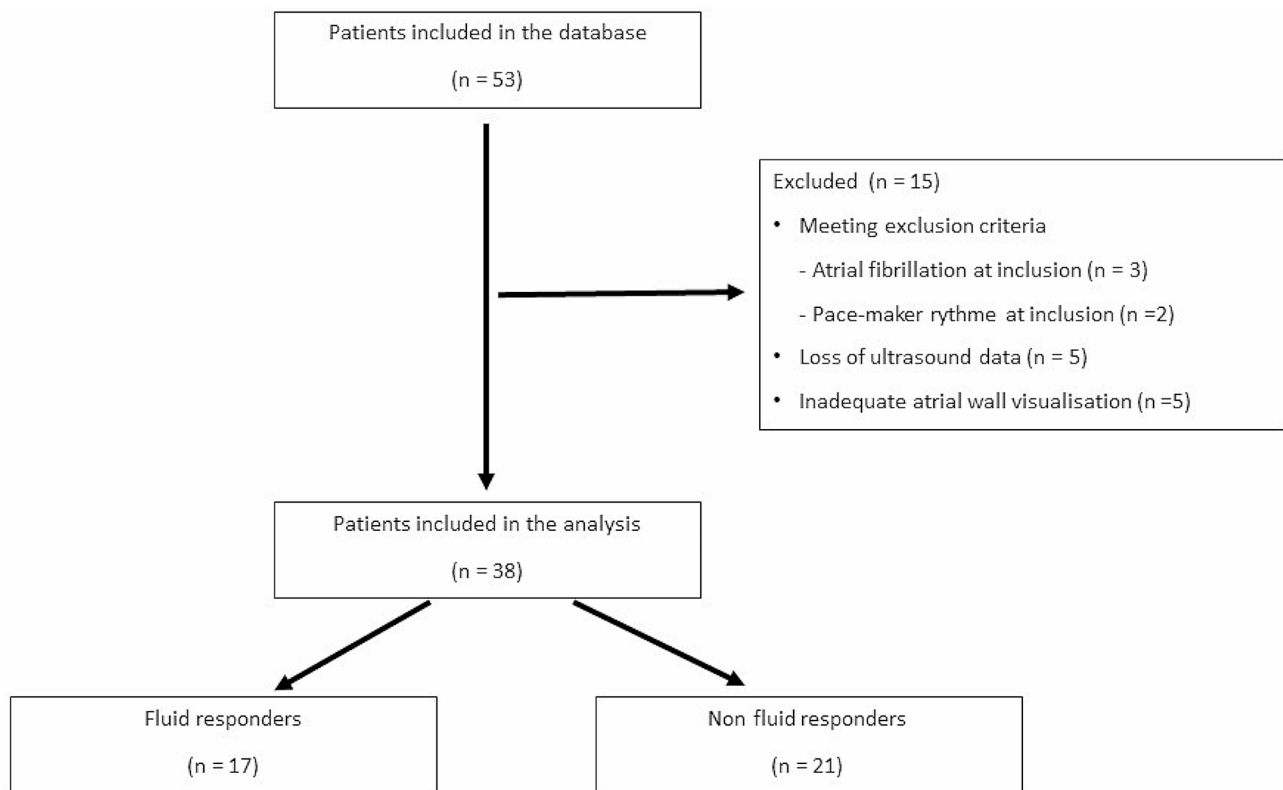 Patients included in the database
(n = 53)
Excluded (n = 15)
• Meeting exclusion criteria
- Atrial fibrillation at inclusion (n = 3)
- Pace-maker rythme at inclusion (n =2)
• Loss of ultrasound data (n = 5)
• Inadequate atrial wall visualisation (n =5)
Patients included in the analysis
(n = 38)
Fluid responders
(n = 17)
Non fluid responders
(n = 21)